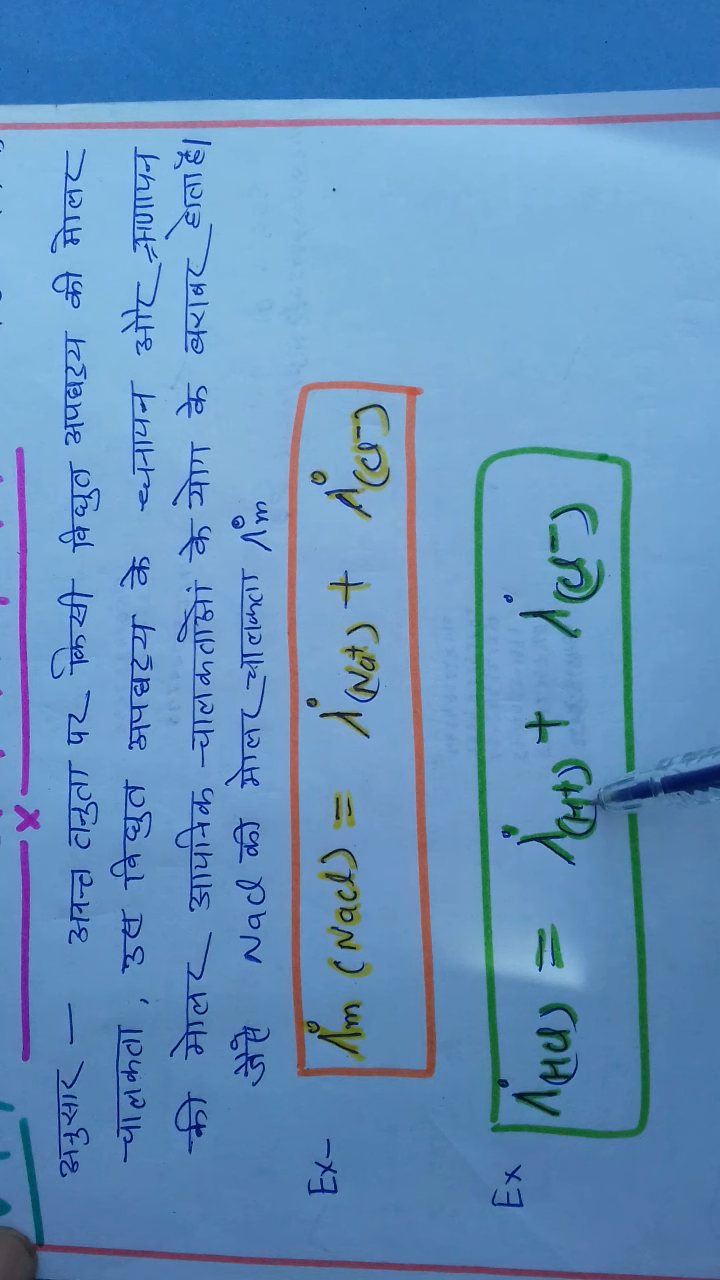 अनुसार — अनन्त तनुता पर किसी विद्युत अपघट्य की मोलर
चालकता, उस विद्युत अपघट्य के धनायन और ऋणायन
की मोलर आयनिक चालकताओं के योग के बराबर होता है।
जैसे NaCl की मोलर चालकता λ°m
Ex- λ°m (NaCl) = λ°(Na+) + λ°(Cl−)
Ex λ°(HCl) = λ°(H+) + λ°(Cl−)